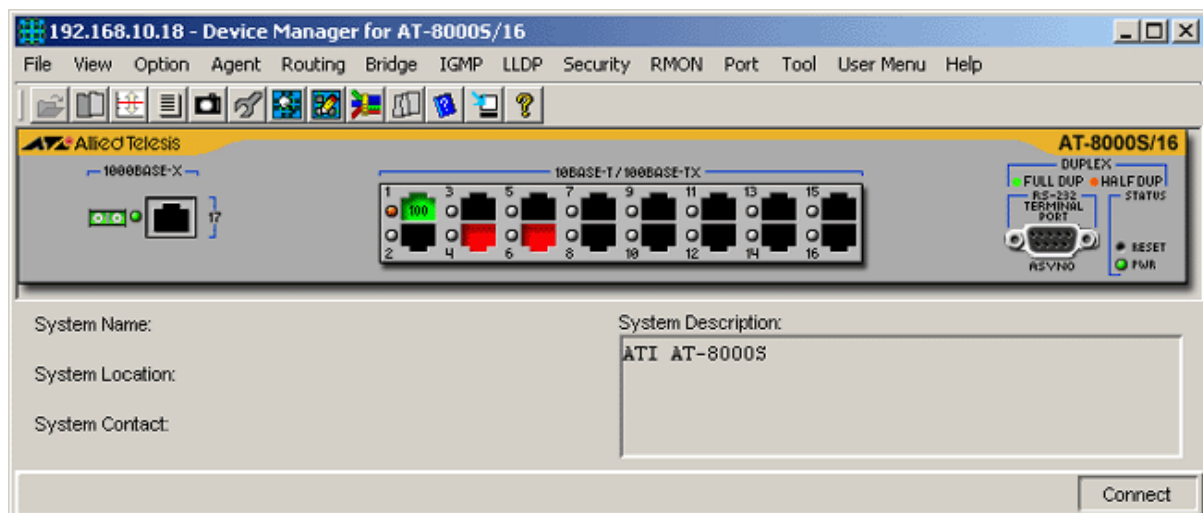 192.168.10.18 - Device Manager for AT-8000S/16
File View Option Agent Routing Bridge IGMP LLDP Security RMON Port Tool User Menu Help
Allied Telesis
AT-8000S/16
1000BASE-X
17
10BASE-T/100BASE-TX
1 3 5 7 9 11 13 15
100
2 4 6 8 10 12 14 16
DUPLEX
FULL DUP HALF DUP
RS-232
TERMINAL
PORT
ASYNO
STATUS
RESET
PWR
System Name:
System Location:
System Contact:
System Description:
ATI AT-8000S
Connect